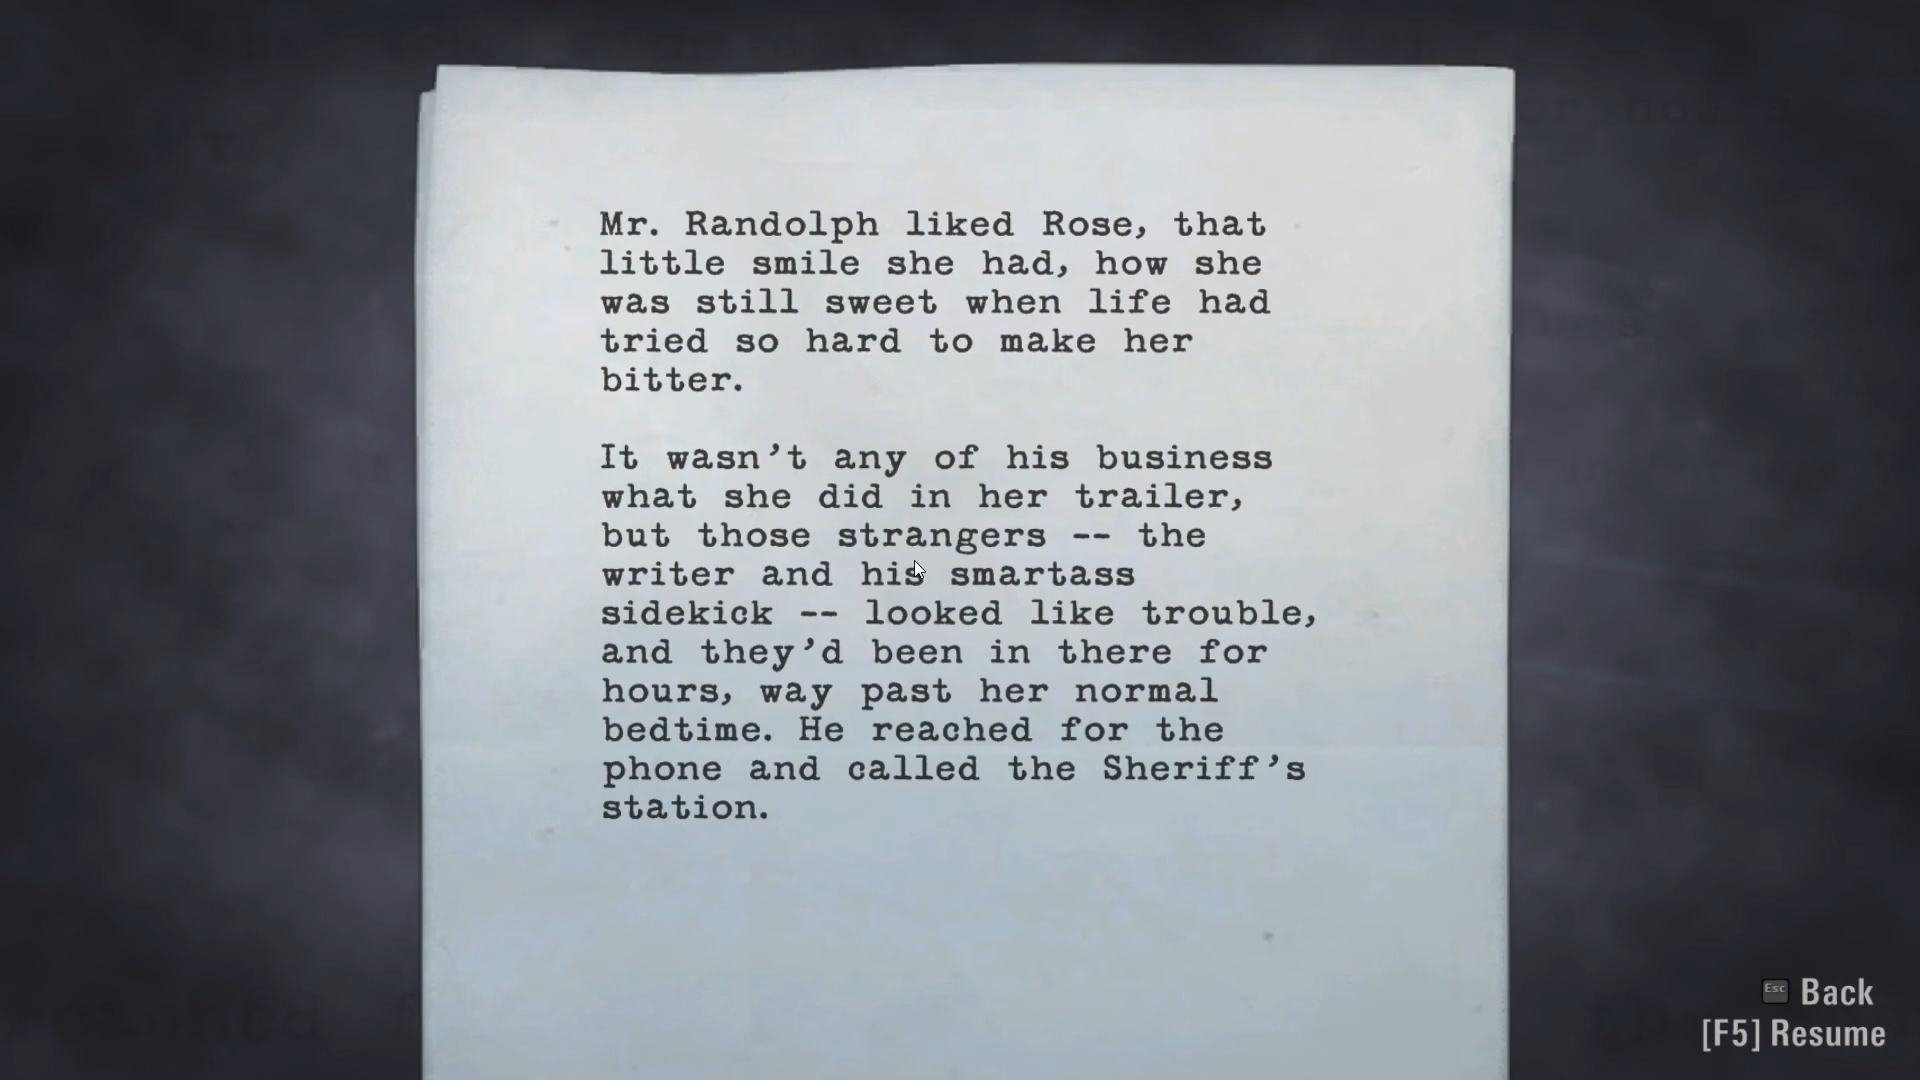 Mr. Randolph liked Rose, that
little smile she had, how she
was still sweet when life had
tried so hard to make her
bitter.
It wasn’t any of his business
what she did in her trailer,
but those strangers -- the
writer and his smartass
sidekick -- looked like trouble,
and they’d been in there for
hours, way past her normal
bedtime. He reached for the
phone and called the Sheriff’s
station.
Esc Back
[F5] Resume